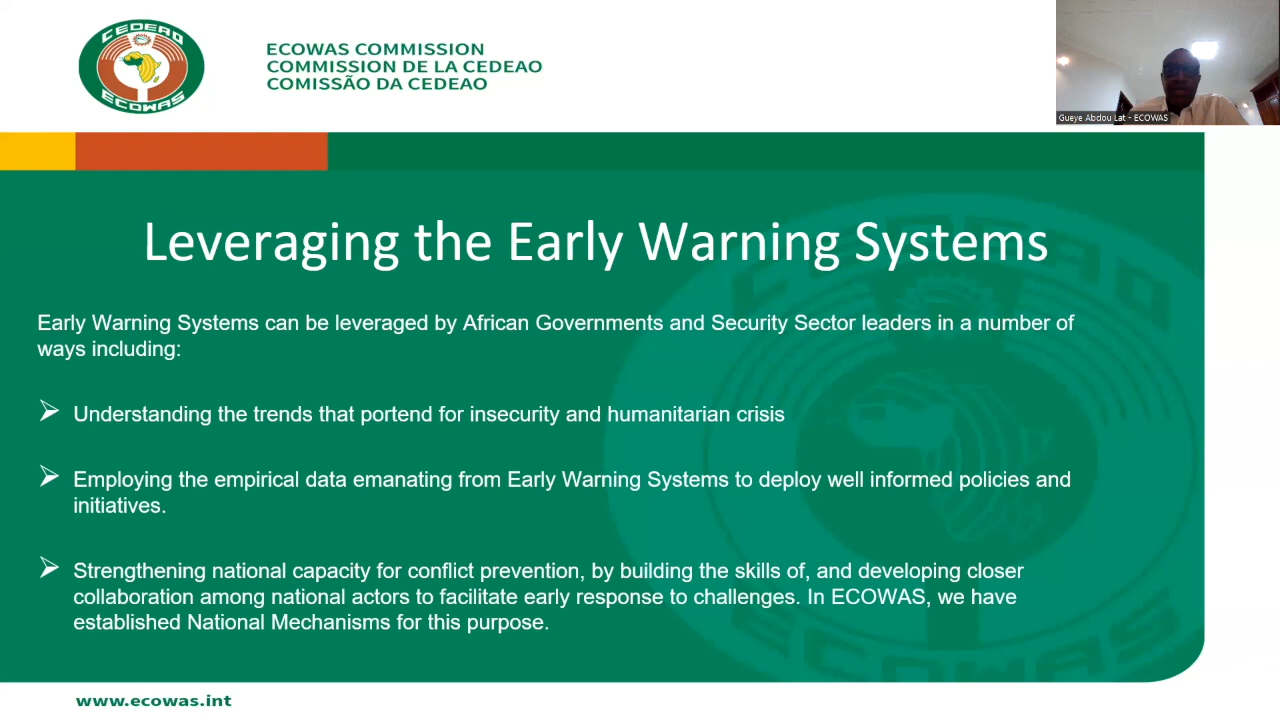 CEDEAO
ECOWAS
ECOWAS COMMISSION
COMMISSION DE LA CEDEAO
COMISSÃO DA CEDEAO
Gueye Abdou Lat - ECOWAS
Leveraging the Early Warning Systems
Early Warning Systems can be leveraged by African Governments and Security Sector leaders in a number of
ways including:
Understanding the trends that portend for insecurity and humanitarian crisis
Employing the empirical data emanating from Early Warning Systems to deploy well informed policies and
initiatives.
Strengthening national capacity for conflict prevention, by building the skills of, and developing closer
collaboration among national actors to facilitate early response to challenges. In ECOWAS, we have
established National Mechanisms for this purpose.
CEDEAO
ECOWAS
www.ecowas.int